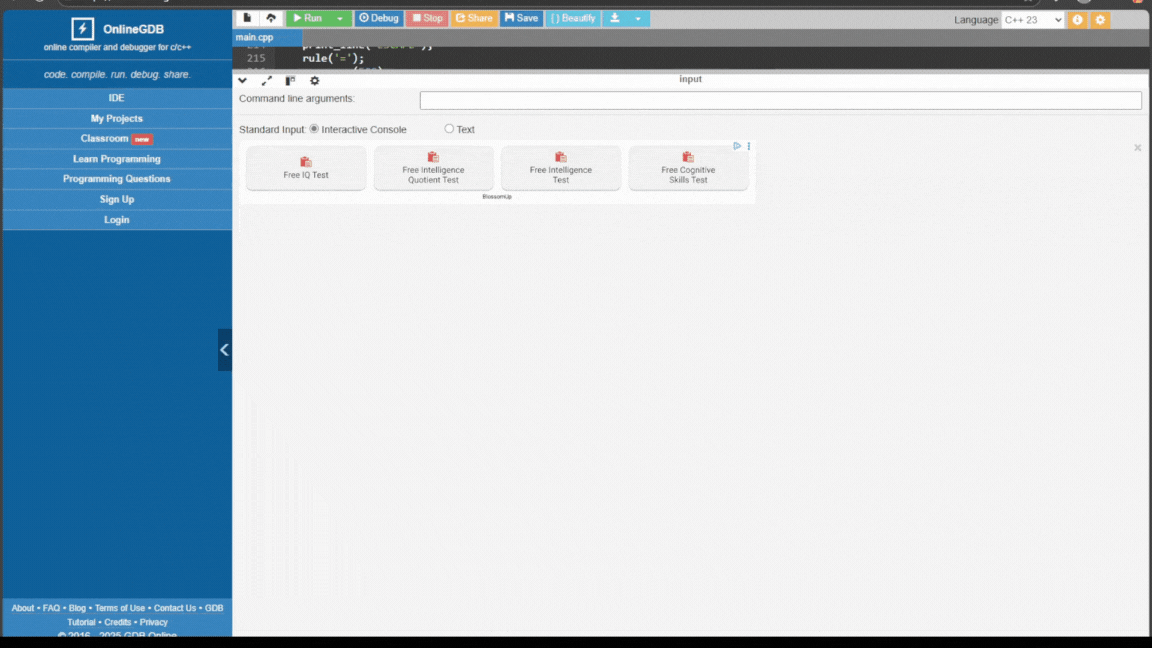 OnlineGDB
online compiler and debugger for c/c++
code. compile. run. debug. share.
IDE
My Projects
Classroom new
Learn Programming
Programming Questions
Sign Up
Login
About • FAQ • Blog • Terms of Use • Contact Us • GDB
Tutorial • Credits • Privacy
© 2016 - 2025 GDB Online
Run Debug Stop Share Save {} Beautify
Language C++ 23
main.cpp
215 rule('=');
input
Command line arguments:
Standard Input: Interactive Console Text
Free IQ Test
Free Intelligence
Quotient Test
Free Intelligence
Test
Free Cognitive
Skills Test
BlossomUp